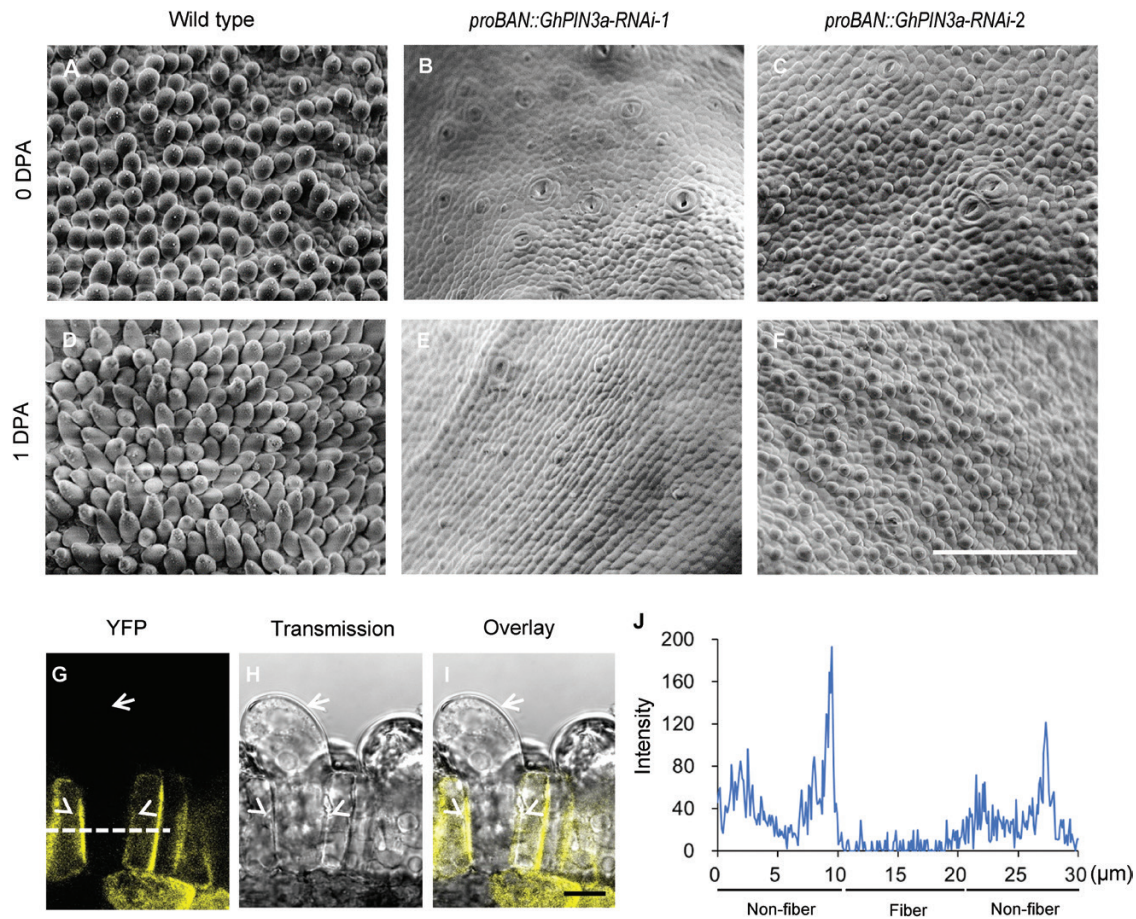 Wild type
proBAN::GhPIN3a-RNAi-1
proBAN::GhPIN3a-RNAi-2
0 DPA
A
B
C
1 DPA
D
E
F
YFP
Transmission
Overlay
G
H
I
J
Intensity
200
160
120
80
40
0
0 5 10 15 20 25 30 (μm)
Non-fiber Fiber Non-fiber